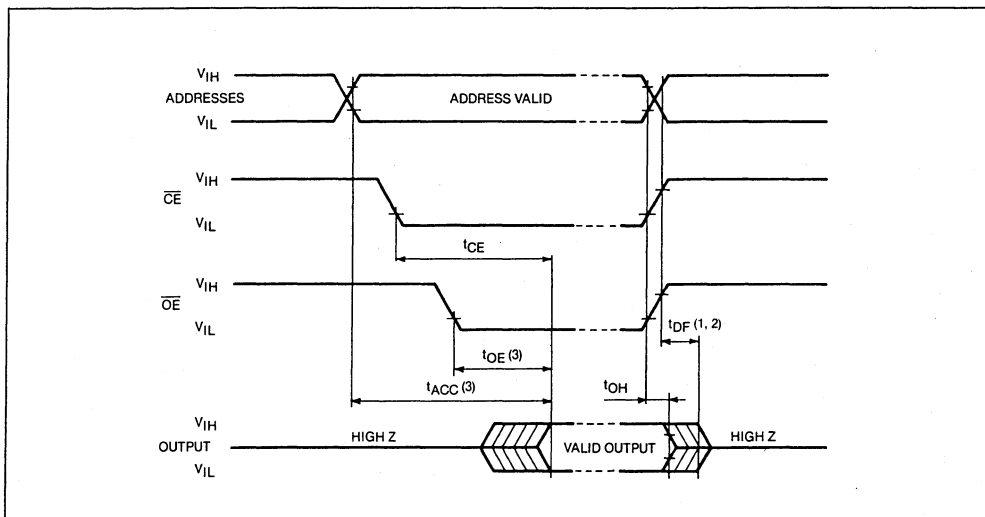 VIH
ADDRESSES
ADDRESS VALID
VIL
VIH
CE
VIL
tCE
VIH
OE
VIL
tDF (1, 2)
tOE (3)
tOH
tACC (3)
VIH
HIGH Z
OUTPUT
VALID OUTPUT
HIGH Z
VIL